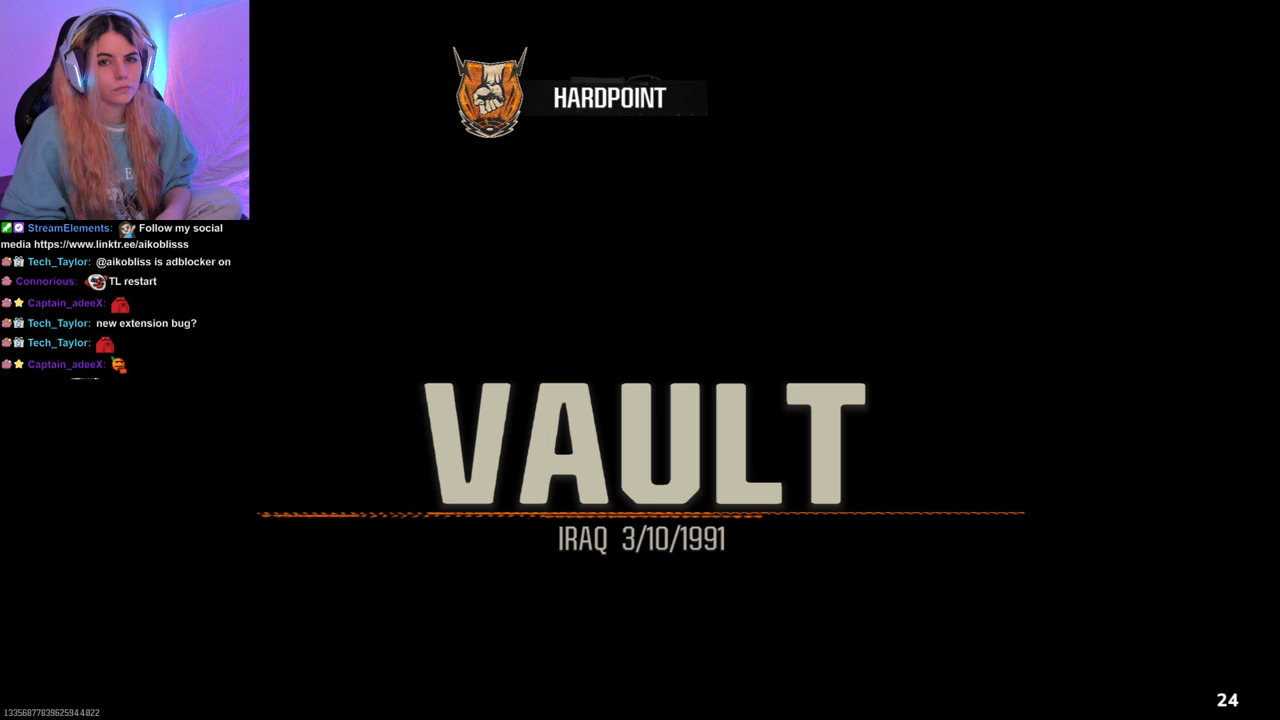 HARDPOINT
StreamElements: Follow my social
media https://www.linktr.ee/aikoblisss
Tech_Taylor: @aikobliss is adblocker on
Connorious: TL restart
Captain_adeeX:
Tech_Taylor: new extension bug?
Tech_Taylor:
Captain_adeeX:
VAULT
IRAQ 3/10/1991
24
13356877839625944022